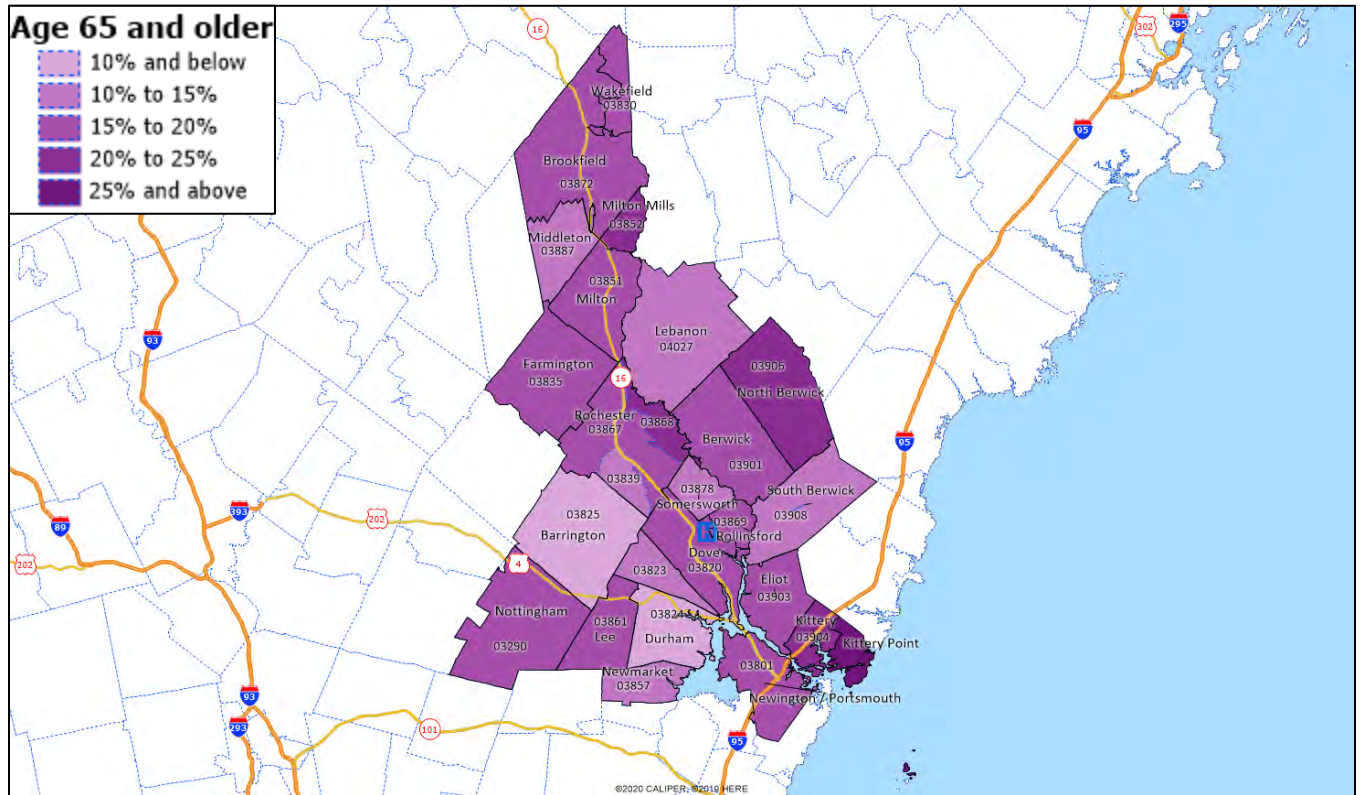 Age 65 and older
10% and below
10% to 15%
15% to 20%
20% to 25%
25% and above
16
302
295
95
Wakefield
03830
Brookfield
03872
Milton Mills
03852
Middleton
03887
03851
Milton
Lebanon
04027
93
Farmington
03835
16
03906
North Berwick
Rochester
03867
03868
Berwick
03901
95
03839
03878
South Berwick
03908
Somersworth
03869
Rollinsford
393
89
202
202
03825
Barrington
Dover
03820
4
03823
Eliot
03903
Nottingham
03290
03861
Lee
03824
Durham
Kittery
03904
Kittery Point
03801
Newmarket
03857
Newington / Portsmouth
93
293
101
95
©2020 CALIPER; ©2019 HERE